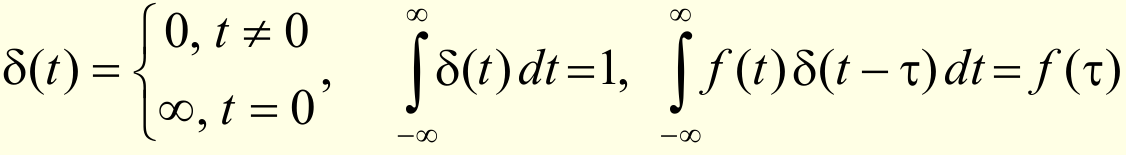 δ(t) = { 0, t ≠ 0 ; ∞, t = 0 , ∫_{−∞}^{∞} δ(t) dt = 1, ∫_{−∞}^{∞} f(t) δ(t − τ) dt = f(τ)